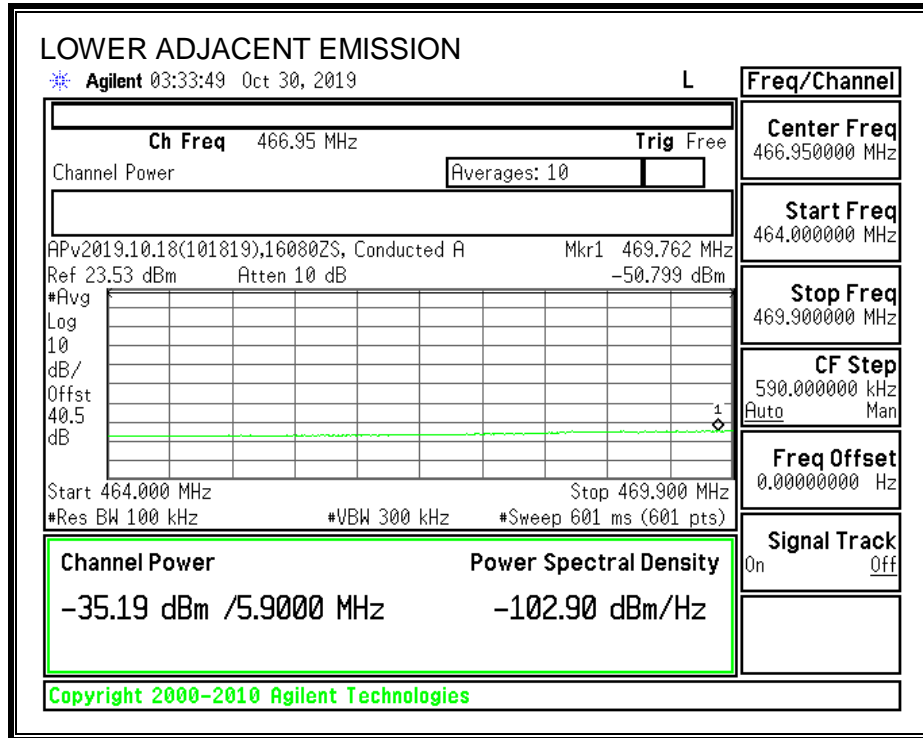 LOWER ADJACENT EMISSION
Agilent 03:33:49 Oct 30, 2019 L
Freq/Channel
Ch Freq 466.95 MHz Trig Free
Channel Power Averages: 10
APv2019.10.18(101819),16080ZS, Conducted A Mkr1 469.762 MHz
Ref 23.53 dBm Atten 10 dB -50.799 dBm
#Avg
Log
10
dB/
Offst
40.5
dB
1
Start 464.000 MHz Stop 469.900 MHz
#Res BW 100 kHz #VBW 300 kHz #Sweep 601 ms (601 pts)
Channel Power Power Spectral Density
-35.19 dBm /5.9000 MHz -102.90 dBm/Hz
Copyright 2000-2010 Agilent Technologies
Center Freq
466.950000 MHz
Start Freq
464.000000 MHz
Stop Freq
469.900000 MHz
CF Step
590.000000 kHz
Auto Man
Freq Offset
0.00000000 Hz
Signal Track
On Off